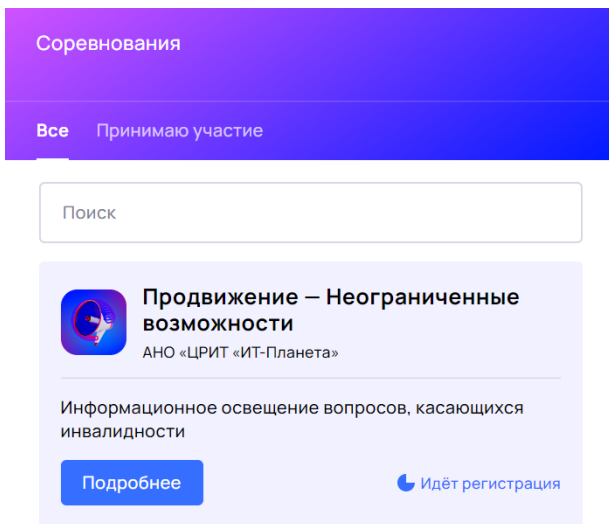 Соревнования
Все Принимаю участие
Поиск
Продвижение — Неограниченные
возможности
АНО «ЦРИТ «ИТ-Планета»
Информационное освещение вопросов, касающихся
инвалидности
Подробнее Идёт регистрация